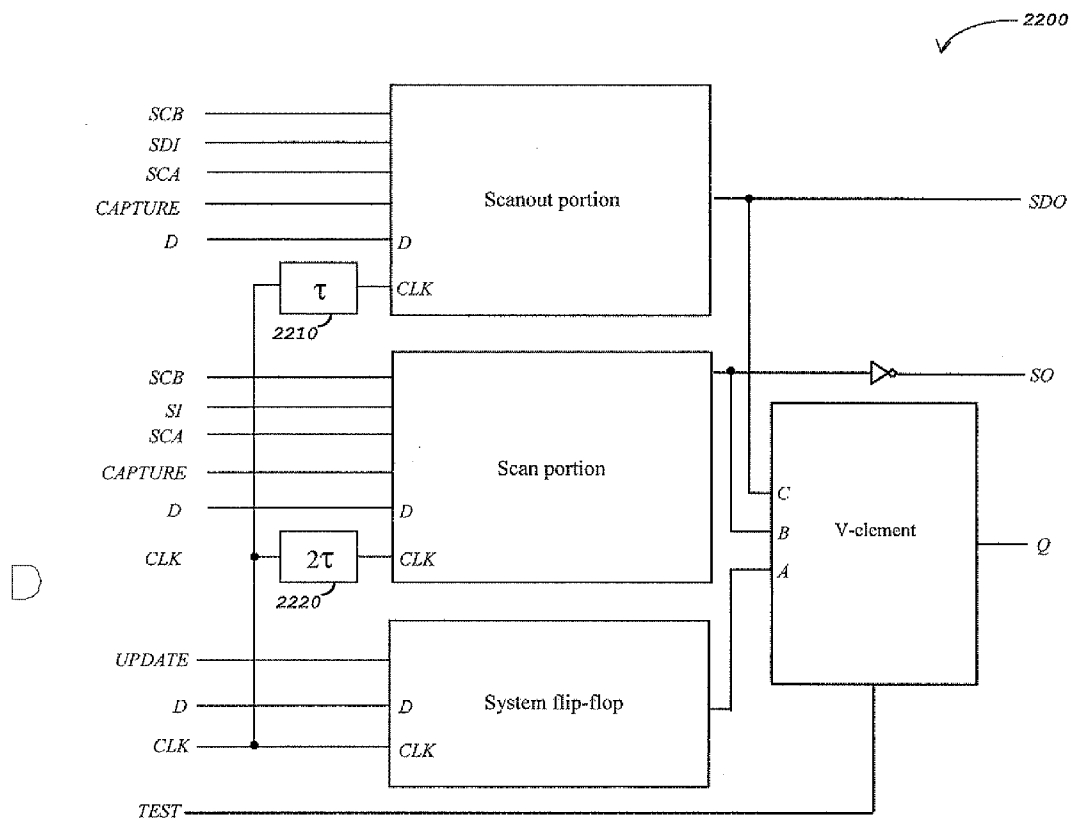 2200
SCB
SDI
SCA
CAPTURE
D
D
CLK
Scanout portion
SDO
τ
2210
SCB
SI
SCA
CAPTURE
D
D
CLK
CLK
Scan portion
SO
2τ
2220
C
B
A
V-element
Q
UPDATE
D
D
CLK
CLK
System flip-flop
TEST